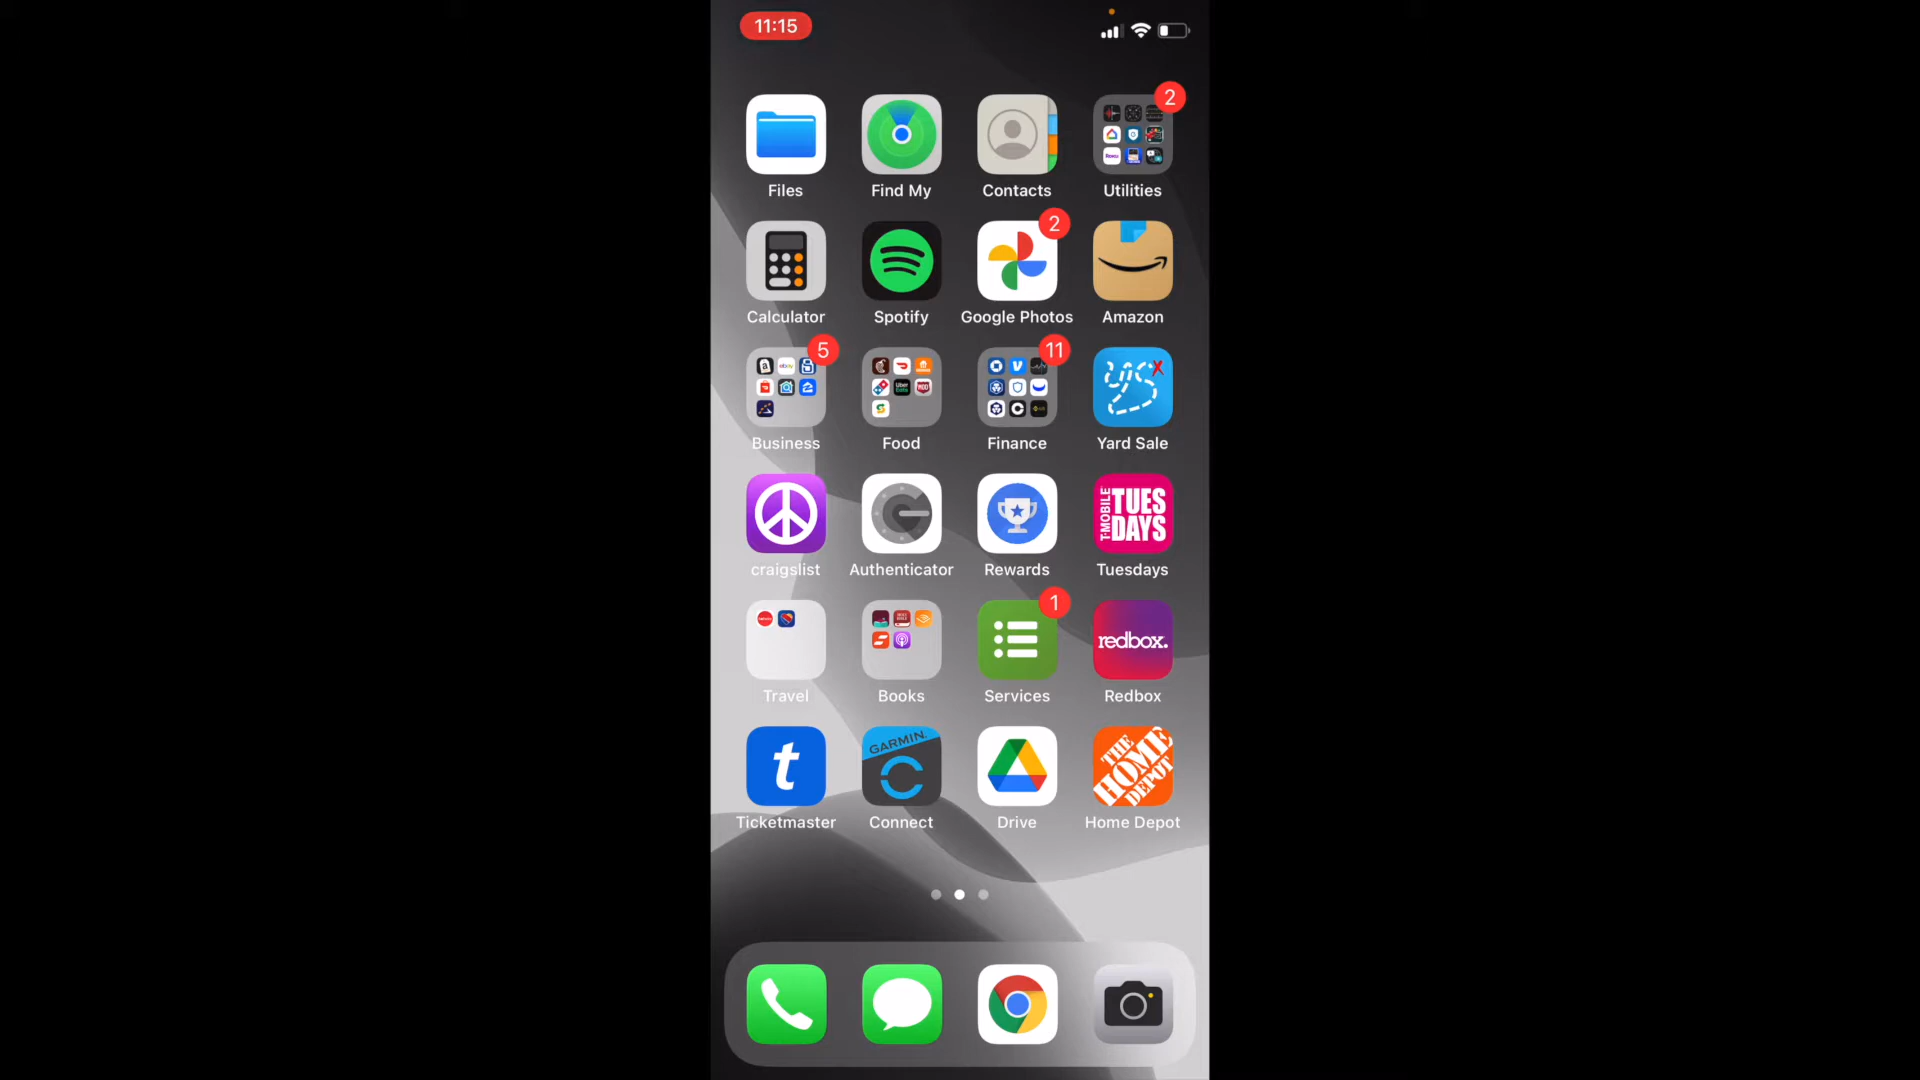 11:15
2
Files
Find My
Contacts
Utilities
2
Calculator
Spotify
Google Photos
Amazon
5
11
Business
Food
Finance
Yard Sale
T-MOBILE
TUES
DAYS
craigslist
Authenticator
Rewards
Tuesdays
1
redbox.
Travel
Books
Services
Redbox
t
GARMIN.
THE
HOME
DEPOT
Ticketmaster
Connect
Drive
Home Depot